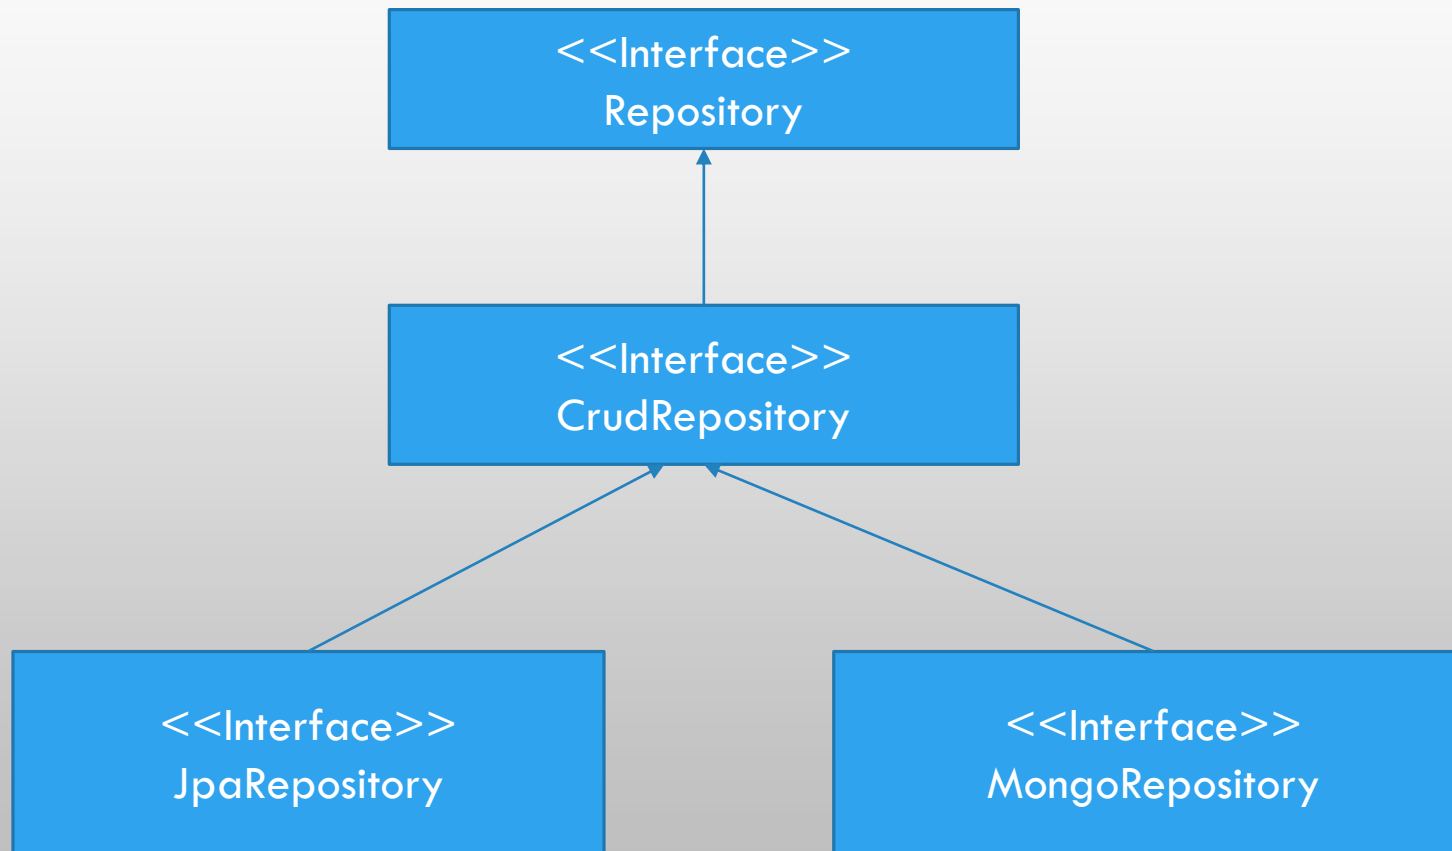 <<Interface>>
Repository
<<Interface>>
CrudRepository
<<Interface>>
JpaRepository
<<Interface>>
MongoRepository